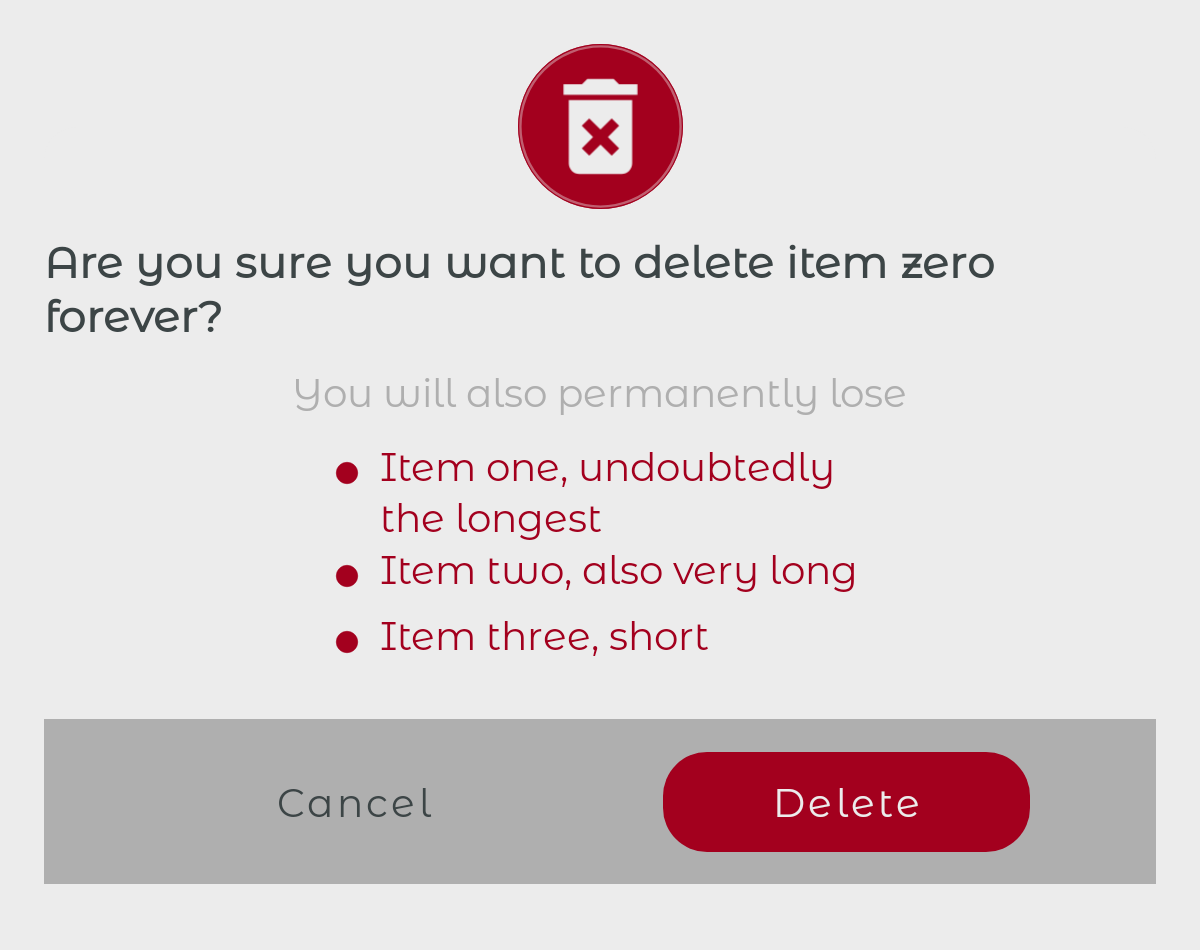 Are you sure you want to delete item zero
forever?
You will also permanently lose
Item one, undoubtedly
the longest
Item two, also very long
Item three, short
Cancel
Delete